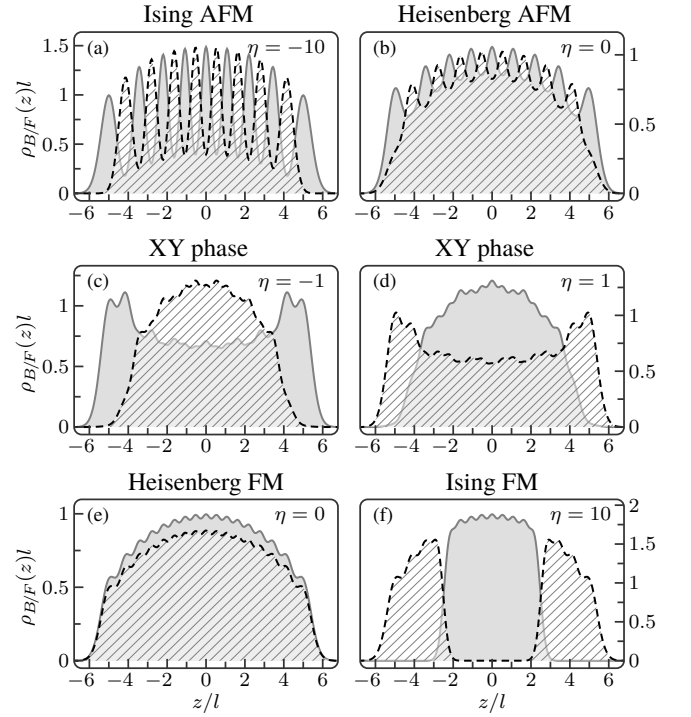 Ising AFM
Heisenberg AFM
(a)
η = −10
(b)
η = 0
ρB/F(z)l
0
0.5
1
1.5
0
0.5
1
−6 −4 −2 0 2 4 6
−6 −4 −2 0 2 4 6
XY phase
XY phase
(c)
η = −1
(d)
η = 1
ρB/F(z)l
0
0.5
1
0
0.5
1
−6 −4 −2 0 2 4 6
−6 −4 −2 0 2 4 6
Heisenberg FM
Ising FM
(e)
η = 0
(f)
η = 10
ρB/F(z)l
0
0.5
1
0
0.5
1
1.5
2
−6 −4 −2 0 2 4 6
−6 −4 −2 0 2 4 6
z/l
z/l